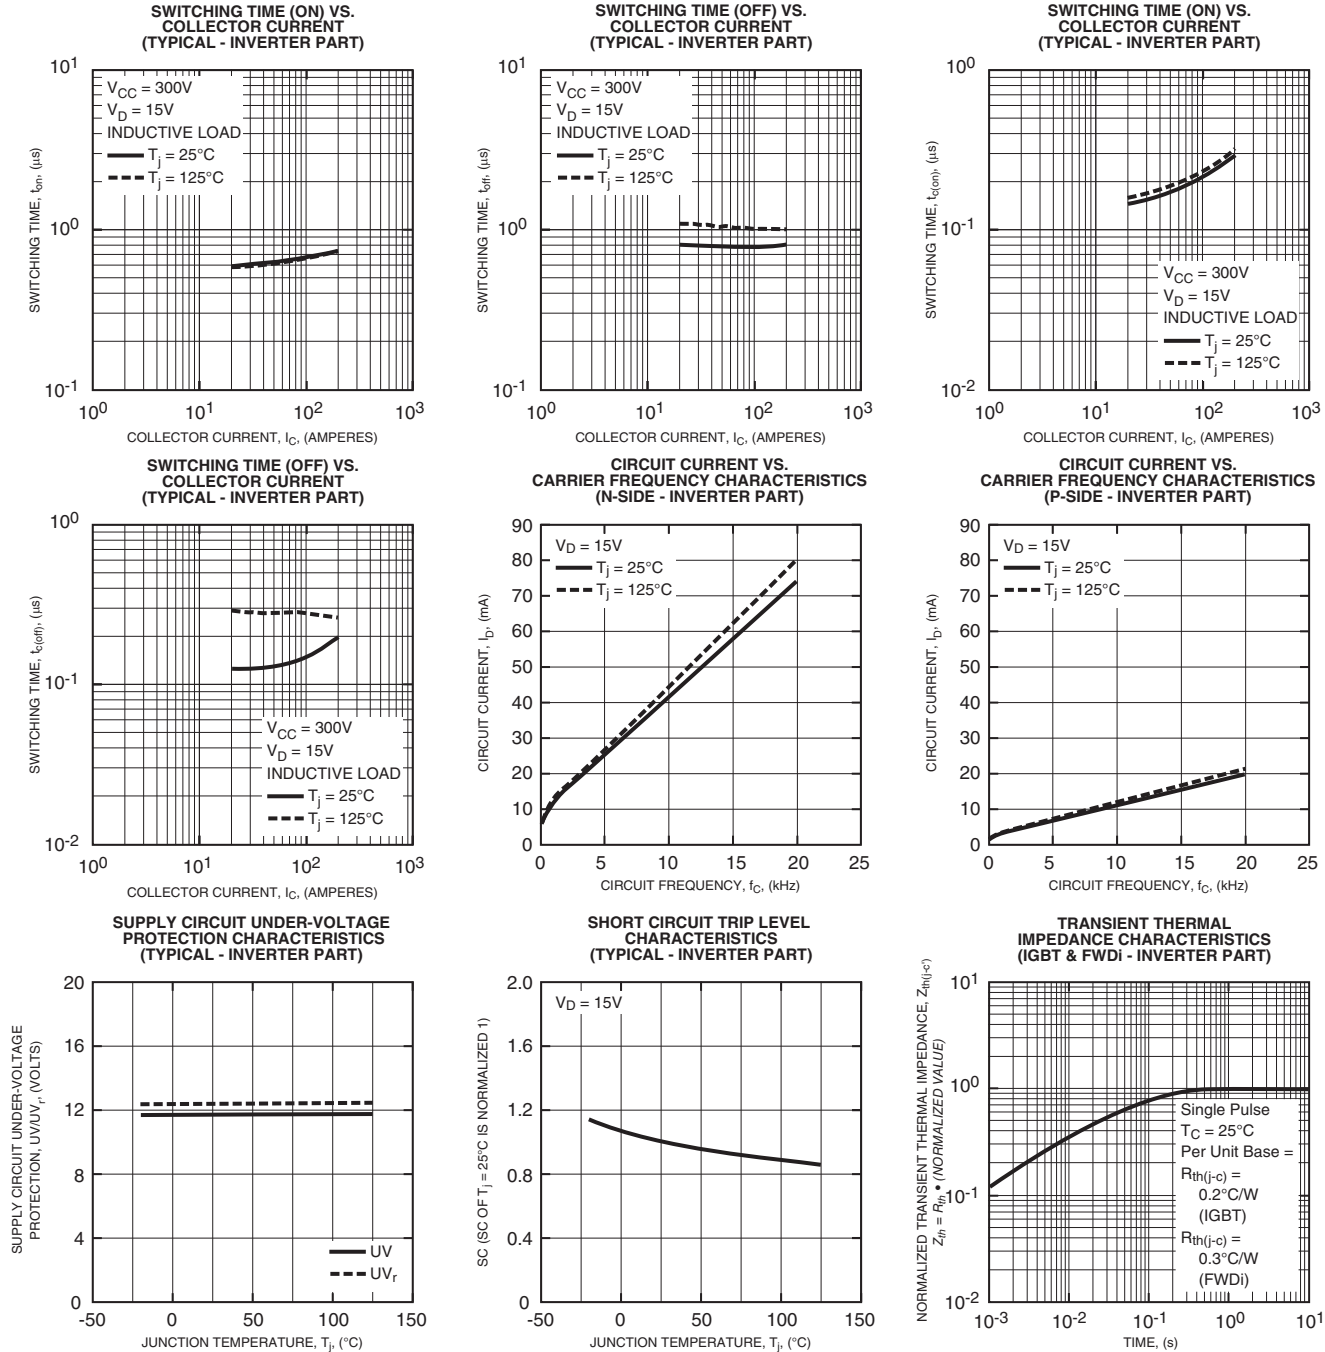 SWITCHING TIME (ON) VS.
COLLECTOR CURRENT
(TYPICAL - INVERTER PART)
10^1
10^0
10^-1
SWITCHING TIME, t_on, (μs)
V_CC = 300V
V_D = 15V
INDUCTIVE LOAD
T_j = 25°C
T_j = 125°C
10^0 10^1 10^2 10^3
COLLECTOR CURRENT, I_C, (AMPERES)
SWITCHING TIME (OFF) VS.
COLLECTOR CURRENT
(TYPICAL - INVERTER PART)
10^1
10^0
10^-1
SWITCHING TIME, t_off, (μs)
V_CC = 300V
V_D = 15V
INDUCTIVE LOAD
T_j = 25°C
T_j = 125°C
10^0 10^1 10^2 10^3
COLLECTOR CURRENT, I_C, (AMPERES)
SWITCHING TIME (ON) VS.
COLLECTOR CURRENT
(TYPICAL - INVERTER PART)
10^0
10^-1
10^-2
SWITCHING TIME, t_c(on), (μs)
V_CC = 300V
V_D = 15V
INDUCTIVE LOAD
T_j = 25°C
T_j = 125°C
10^0 10^1 10^2 10^3
COLLECTOR CURRENT, I_C, (AMPERES)
SWITCHING TIME (OFF) VS.
COLLECTOR CURRENT
(TYPICAL - INVERTER PART)
10^0
10^-1
10^-2
SWITCHING TIME, t_c(off), (μs)
V_CC = 300V
V_D = 15V
INDUCTIVE LOAD
T_j = 25°C
T_j = 125°C
10^0 10^1 10^2 10^3
COLLECTOR CURRENT, I_C, (AMPERES)
CIRCUIT CURRENT VS.
CARRIER FREQUENCY CHARACTERISTICS
(N-SIDE - INVERTER PART)
90
80
70
60
50
40
30
20
10
0
CIRCUIT CURRENT, I_D, (mA)
V_D = 15V
T_j = 25°C
T_j = 125°C
0 5 10 15 20 25
CIRCUIT FREQUENCY, f_C, (kHz)
CIRCUIT CURRENT VS.
CARRIER FREQUENCY CHARACTERISTICS
(P-SIDE - INVERTER PART)
90
80
70
60
50
40
30
20
10
0
CIRCUIT CURRENT, I_D, (mA)
V_D = 15V
T_j = 25°C
T_j = 125°C
0 5 10 15 20 25
CIRCUIT FREQUENCY, f_C, (kHz)
SUPPLY CIRCUIT UNDER-VOLTAGE
PROTECTION CHARACTERISTICS
(TYPICAL - INVERTER PART)
20
16
12
8
4
0
SUPPLY CIRCUIT UNDER-VOLTAGE
PROTECTION, UV/UV_r, (VOLTS)
UV
UV_r
-50 0 50 100 150
JUNCTION TEMPERATURE, T_j, (°C)
SHORT CIRCUIT TRIP LEVEL
CHARACTERISTICS
(TYPICAL - INVERTER PART)
2.0
1.6
1.2
0.8
0.4
0
SC (SC OF T_j = 25°C IS NORMALIZED 1)
V_D = 15V
-50 0 50 100 150
JUNCTION TEMPERATURE, T_j, (°C)
TRANSIENT THERMAL
IMPEDANCE CHARACTERISTICS
(IGBT & FWDi - INVERTER PART)
10^1
10^0
10^-1
10^-2
NORMALIZED TRANSIENT THERMAL IMPEDANCE, Z_th(j-c')
Z_th = R_th • (NORMALIZED VALUE)
Single Pulse
T_C = 25°C
Per Unit Base =
R_th(j-c) =
0.2°C/W
(IGBT)
R_th(j-c) =
0.3°C/W
(FWDi)
10^-3 10^-2 10^-1 10^0 10^1
TIME, (s)